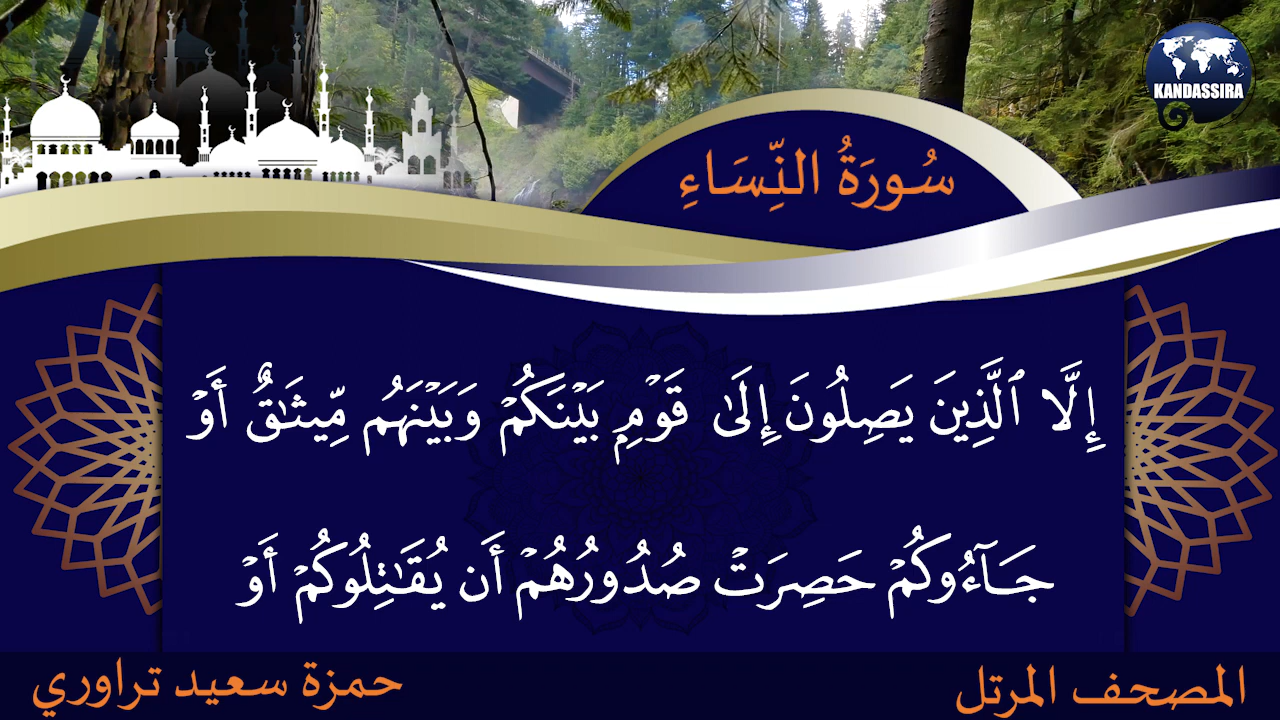 KANDASSIRA
سُورَةُ النِّسَاءِ
إِلَّا ٱلَّذِينَ يَصِلُونَ إِلَىٰ قَوْمِۭ بَيْنَكُمْ وَبَيْنَهُم مِّيثَٰقٌ أَوْ
جَآءُوكُمْ حَصِرَتْ صُدُورُهُمْ أَن يُقَٰتِلُوكُمْ أَوْ
المصحف المرتل
حمزة سعيد تراوري